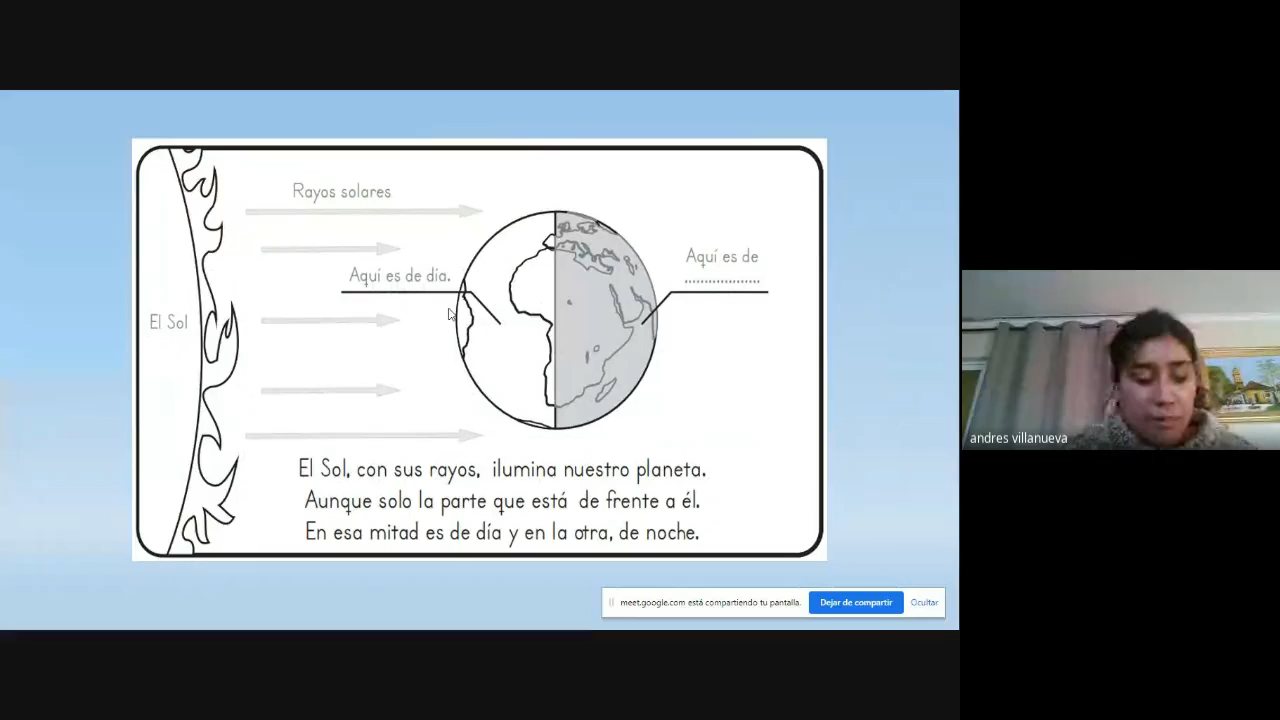 Rayos solares
Aquí es de día.
Aquí es de
....................
El Sol
El Sol, con sus rayos, ilumina nuestro planeta.
Aunque solo la parte que está de frente a él.
En esa mitad es de día y en la otra, de noche.
andres villanueva
meet.google.com está compartiendo tu pantalla.
Dejar de compartir
Ocultar